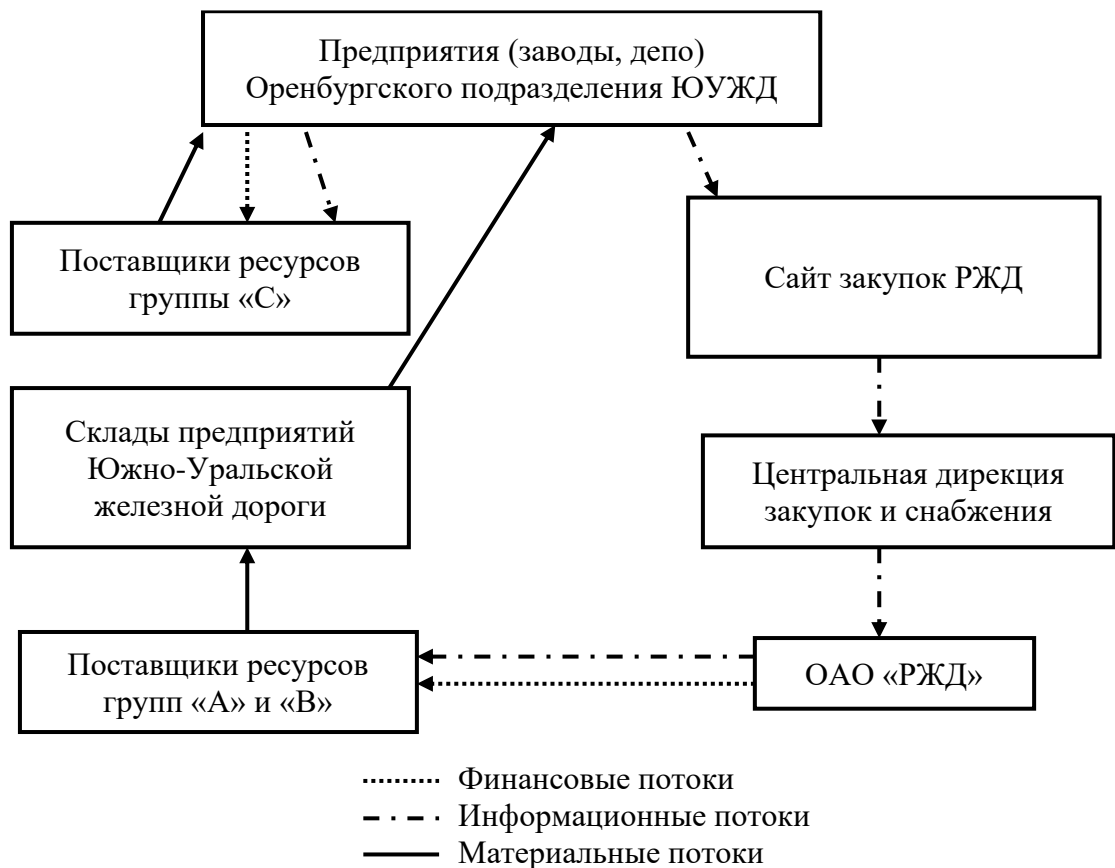 Предприятия (заводы, депо)
Оренбургского подразделения ЮУЖД
Поставщики ресурсов
группы «С»
Сайт закупок РЖД
Склады предприятий
Южно-Уральской
железной дороги
Центральная дирекция
закупок и снабжения
Поставщики ресурсов
групп «А» и «В»
ОАО «РЖД»
Финансовые потоки
Информационные потоки
Материальные потоки